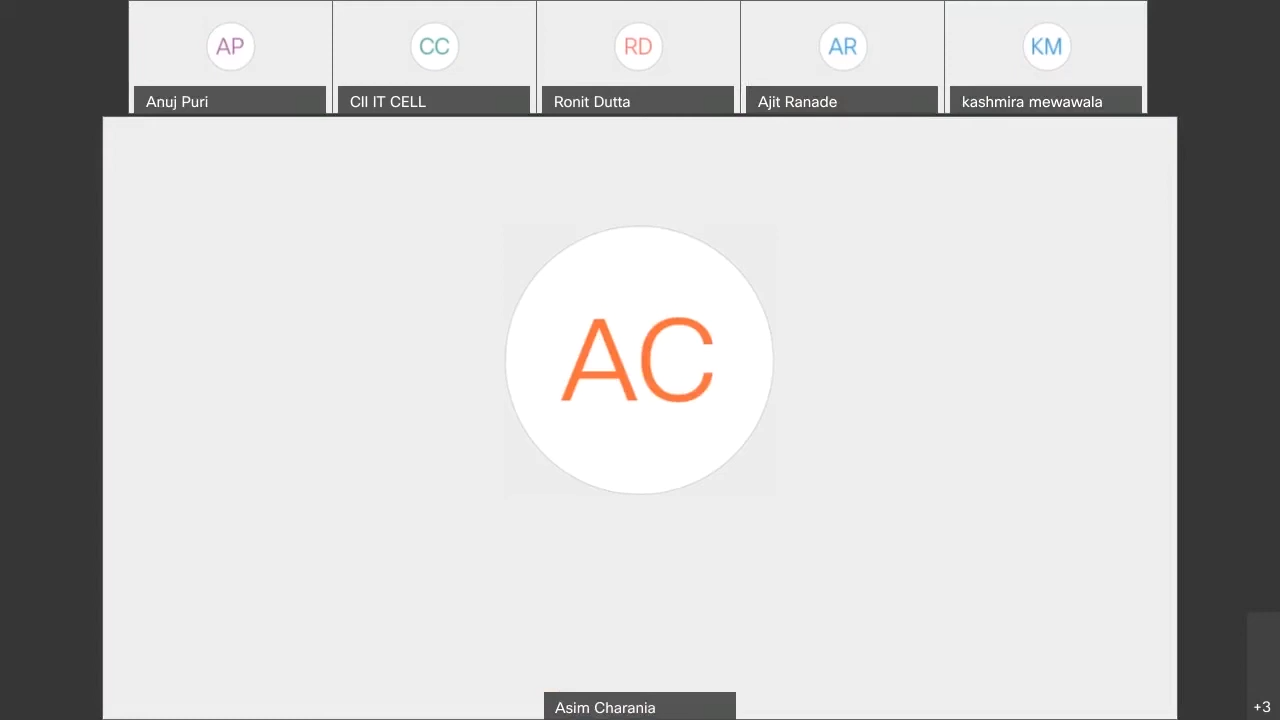 AP
CC
RD
AR
KM
Anuj Puri
CII IT CELL
Ronit Dutta
Ajit Ranade
kashmira mewawala
AC
Asim Charania
+3